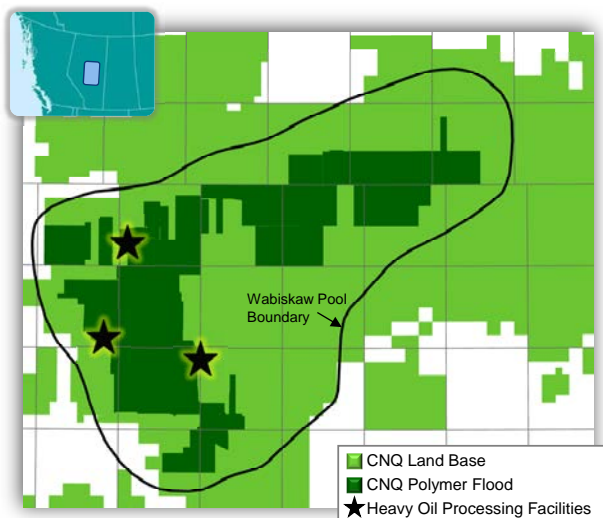 Wabiskaw Pool
Boundary
CNQ Land Base
CNQ Polymer Flood
Heavy Oil Processing Facilities